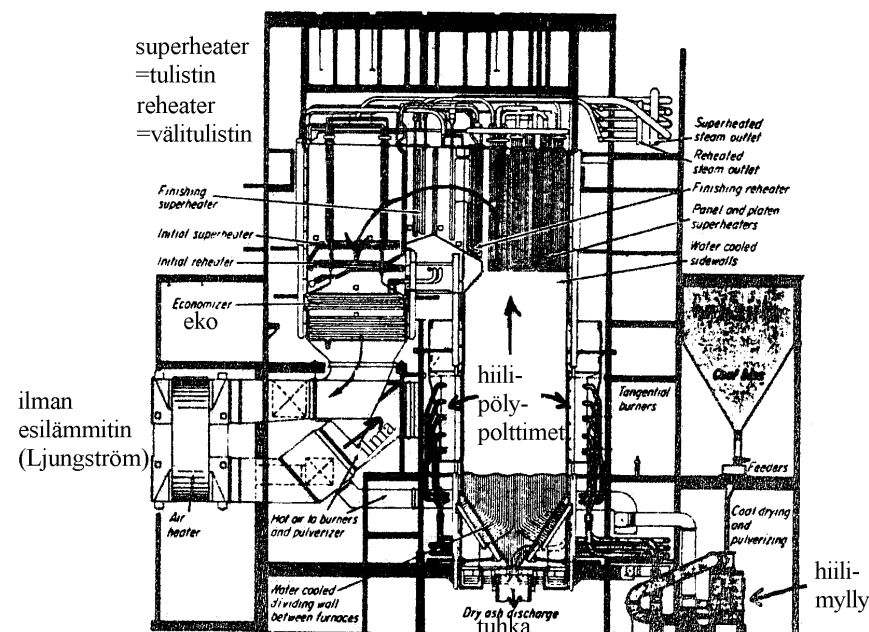 superheater
=tulistin
reheater
=välitulistin
Superheated
steam outlet
Reheated
steam outlet
Finishing reheater
Panel and platen
superheaters
Water cooled
sidewalls
Finishing
superheater
Initial superheater
Initial reheater
Economizer
eko
ilman
esilämmitin
(Ljungström)
Air
heater
ilma
Hot air to burners
and pulverizer
hiili-
pöly-
polttimet
Tangential
burners
Coal bin
Feeders
Coal drying
and
pulverizing
hiili-
mylly
Water cooled
dividing wall
between furnaces
Dry ash discharge
tuhka